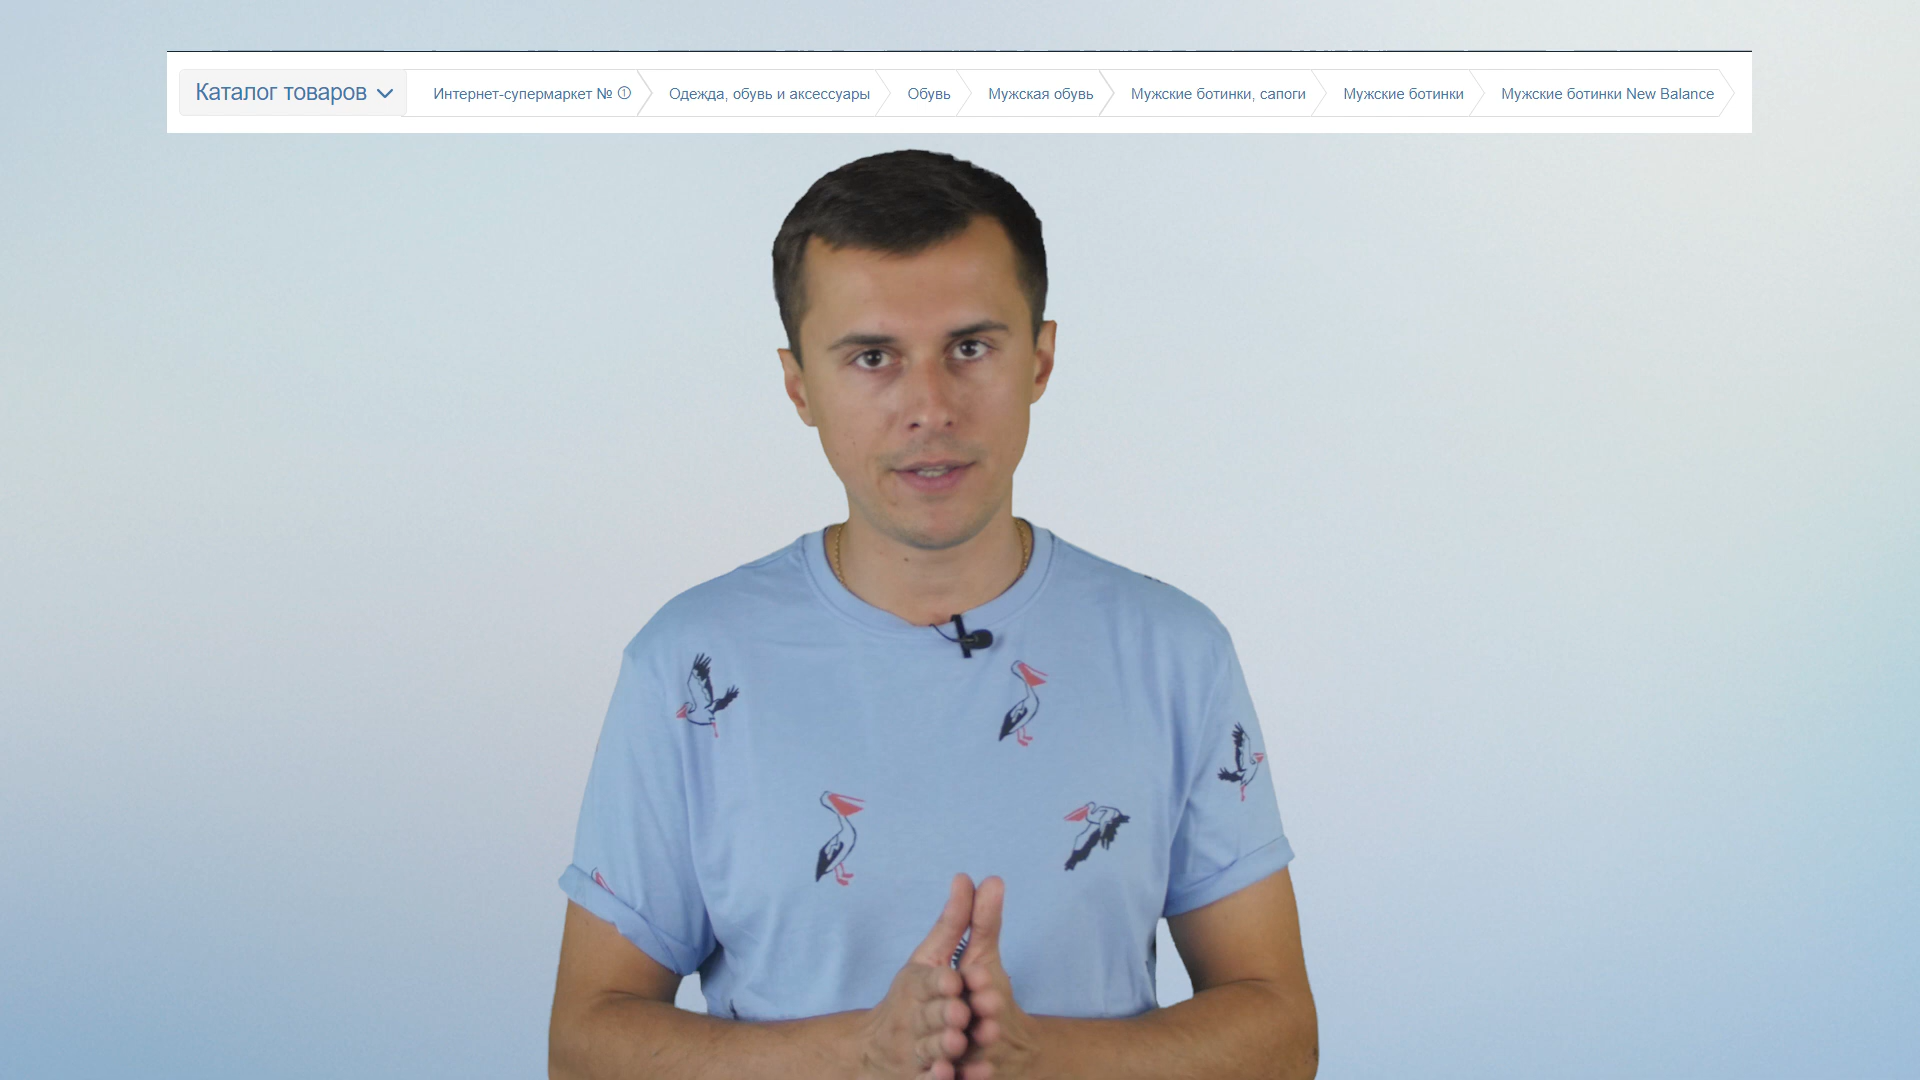 Каталог товаров
Интернет-супермаркет № ①
Одежда, обувь и аксессуары
Обувь
Мужская обувь
Мужские ботинки, сапоги
Мужские ботинки
Мужские ботинки New Balance